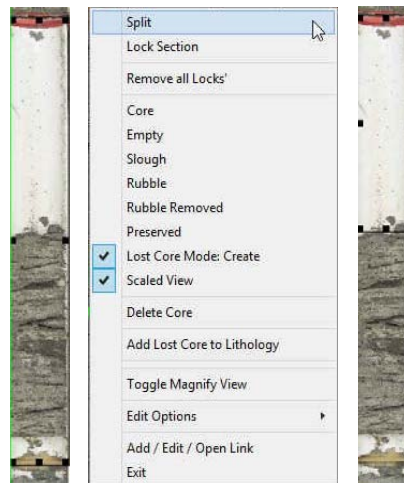 Split
Lock Section
Remove all Locks'
Core
Empty
Slough
Rubble
Rubble Removed
Preserved
Lost Core Mode: Create
Scaled View
Delete Core
Add Lost Core to Lithology
Toggle Magnify View
Edit Options
Add / Edit / Open Link
Exit